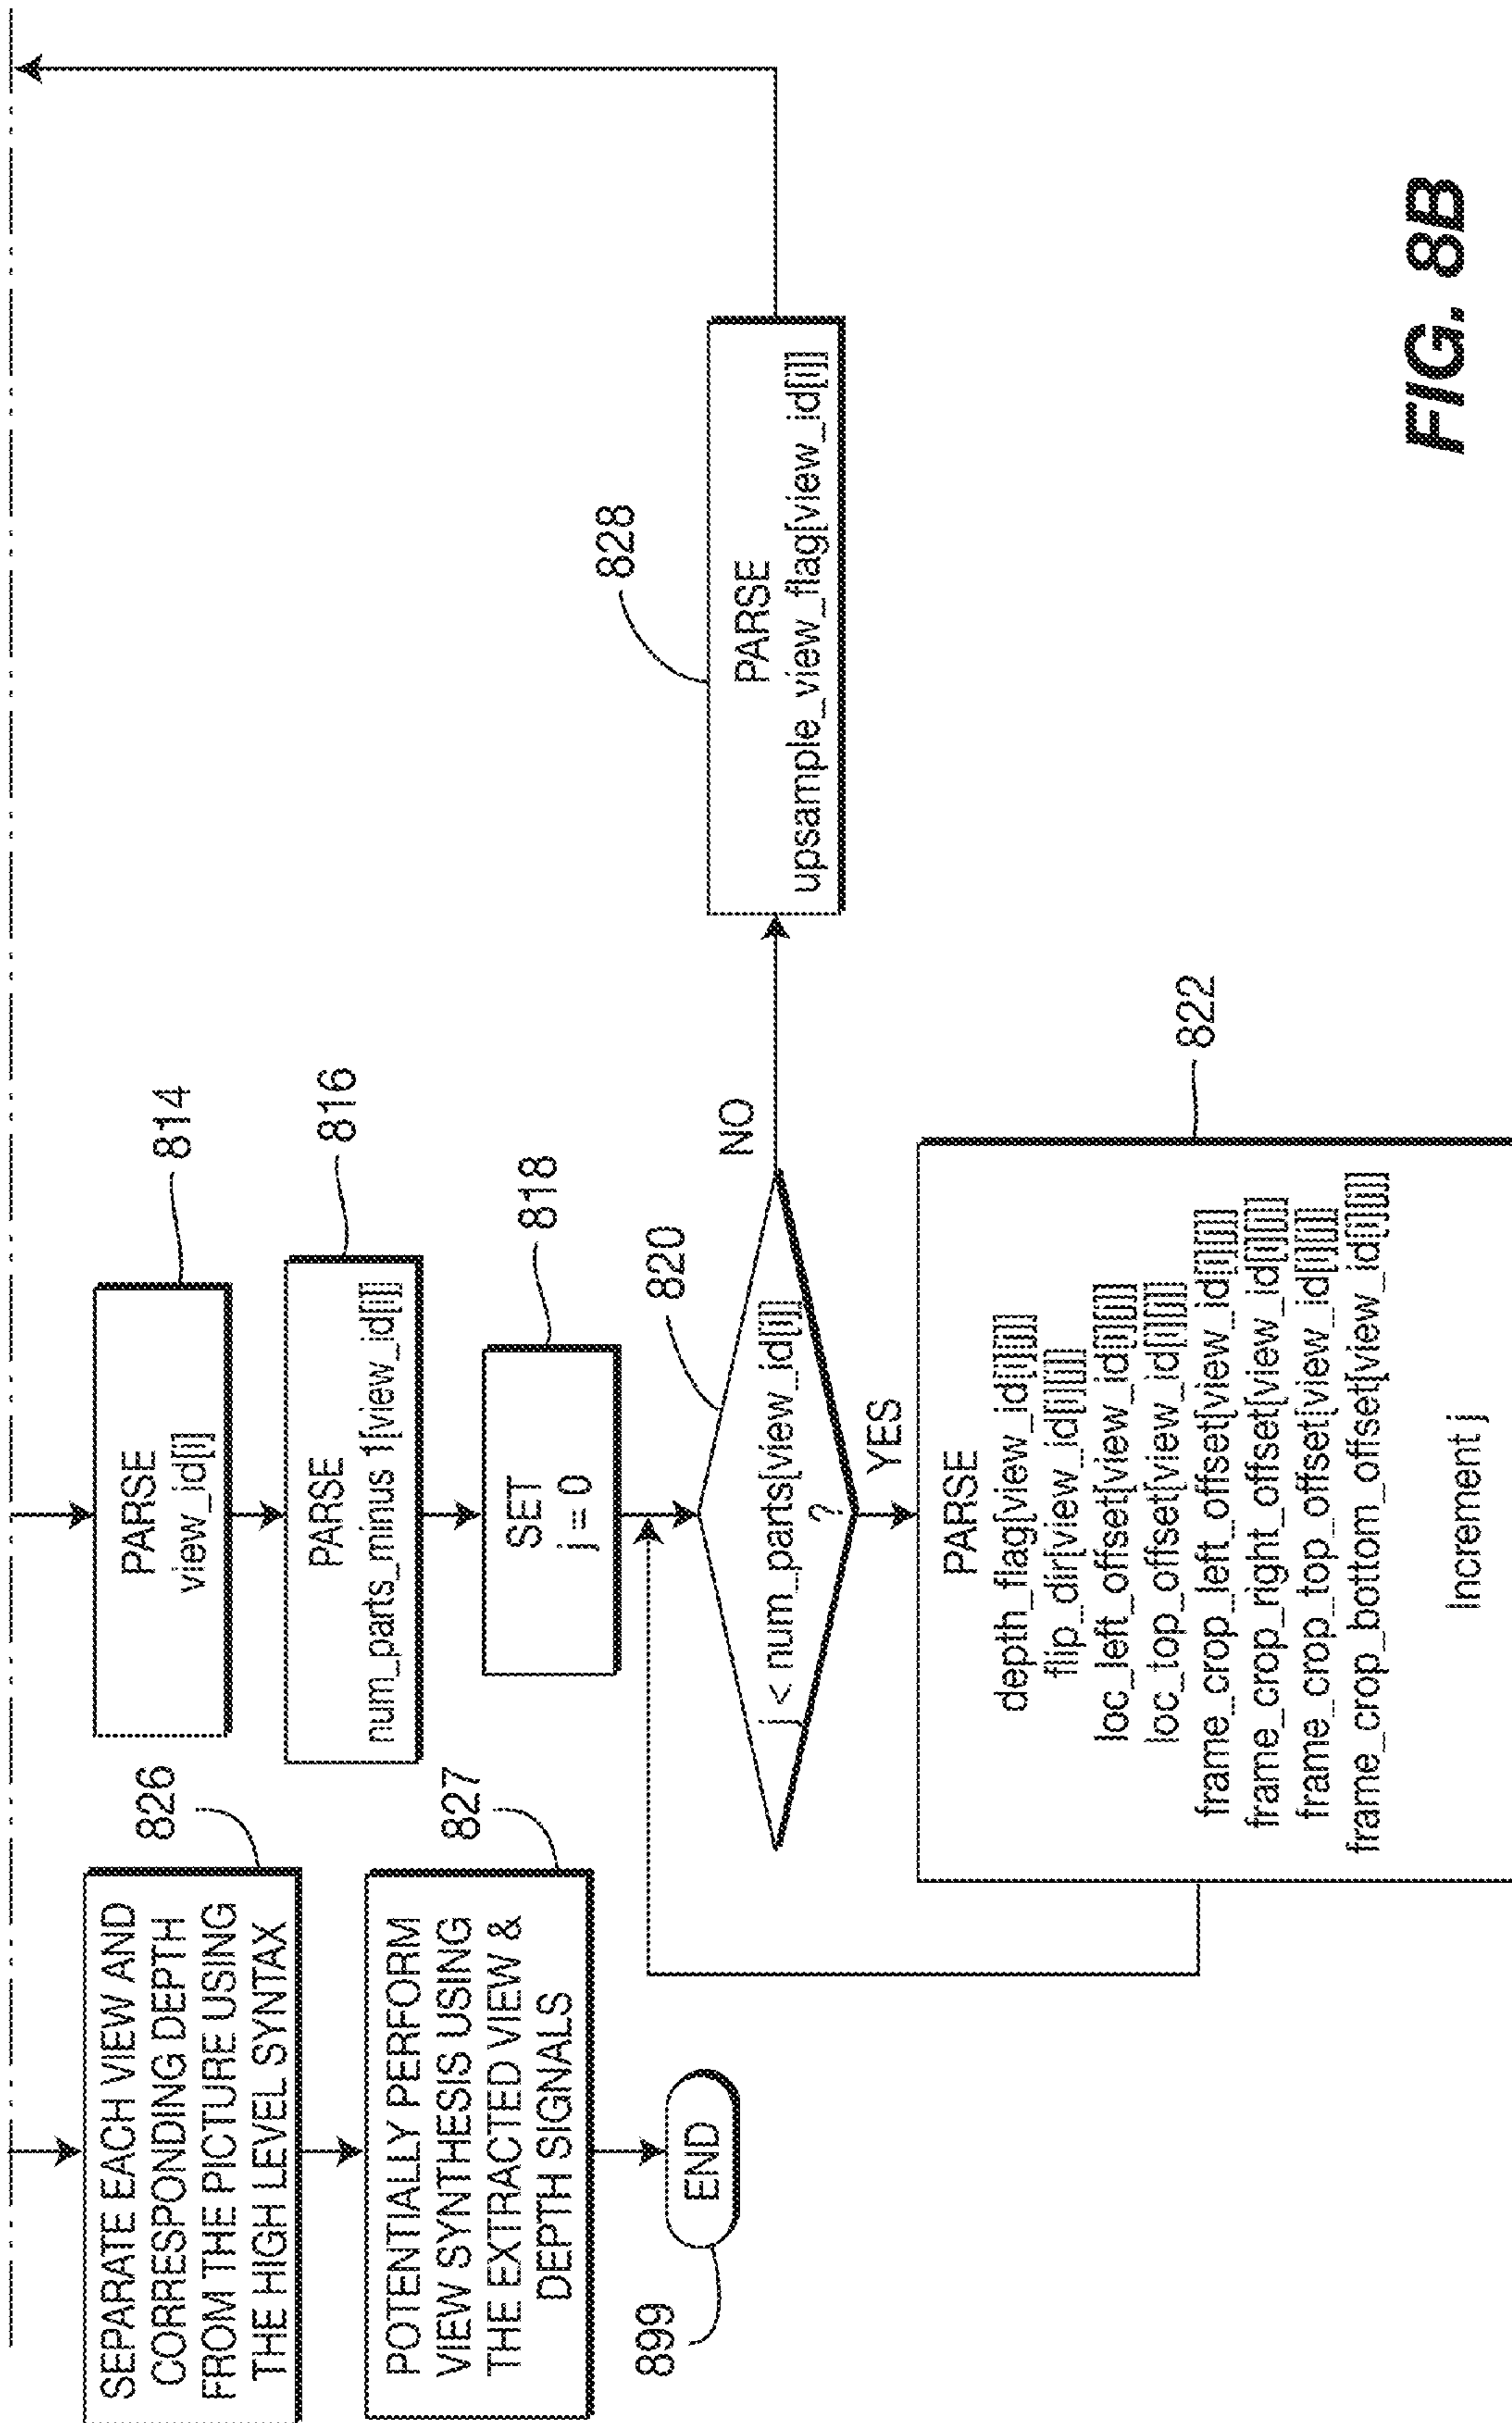 SEPARATE EACH VIEW AND
CORRESPONDING DEPTH
FROM THE PICTURE USING
THE HIGH LEVEL SYNTAX
826
POTENTIALLY PERFORM
VIEW SYNTHESIS USING
THE EXTRACTED VIEW &
DEPTH SIGNALS
827
END
899
PARSE
view_id[i]
814
PARSE
num_parts_minus 1[view_id[i]]
816
SET
j = 0
818
820
j < num_parts[view_id[i]]
?
NO
YES
PARSE
depth_flag[view_id[i]][j]]
flip_dir[view_id[i][j]]
loc_left_offset[view_id[i][j]]
loc_top_offset[view_id[i][j]]
frame_crop_left_offset[view_id[i][j]]
frame_crop_right_offset[view_id[i][j]]
frame_crop_top_offset[view_id[i][j]]
frame_crop_bottom_offset[view_id[i][j]]
Increment j
822
PARSE
upsample_view_flag[view_id[i]]
828
FIG. 8B